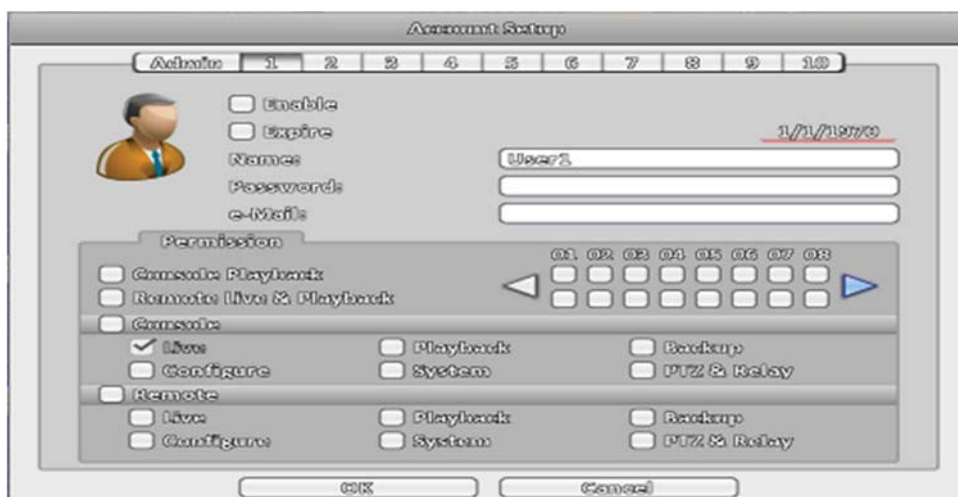 Account Setup
Admin 1 2 3 4 5 6 7 8 9 10
Enable
Expire 1/1/1970
Name: User1
Password:
e-Mail:
Permission
01 02 03 04 05 06 07 08
Console Playback
Remote Live & Playback
Console
Live Playback Backup
Configure System PTZ & Relay
Remote
Live Playback Backup
Configure System PTZ & Relay
OK Cancel